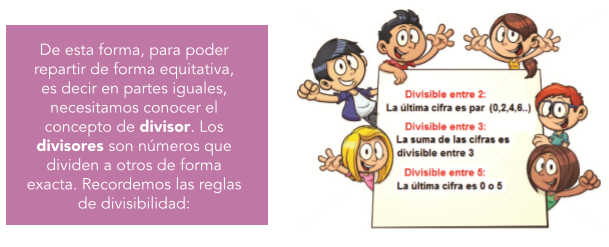 De esta forma, para poder
repartir de forma equitativa,
es decir en partes iguales,
necesitamos conocer el
concepto de divisor. Los
divisores son números que
dividen a otros de forma
exacta. Recordemos las reglas
de divisibilidad:
Divisible entre 2:
La última cifra es par (0,2,4,6..)
Divisible entre 3:
La suma de las cifras es
divisible entre 3
Divisible entre 5:
La última cifra es 0 o 5